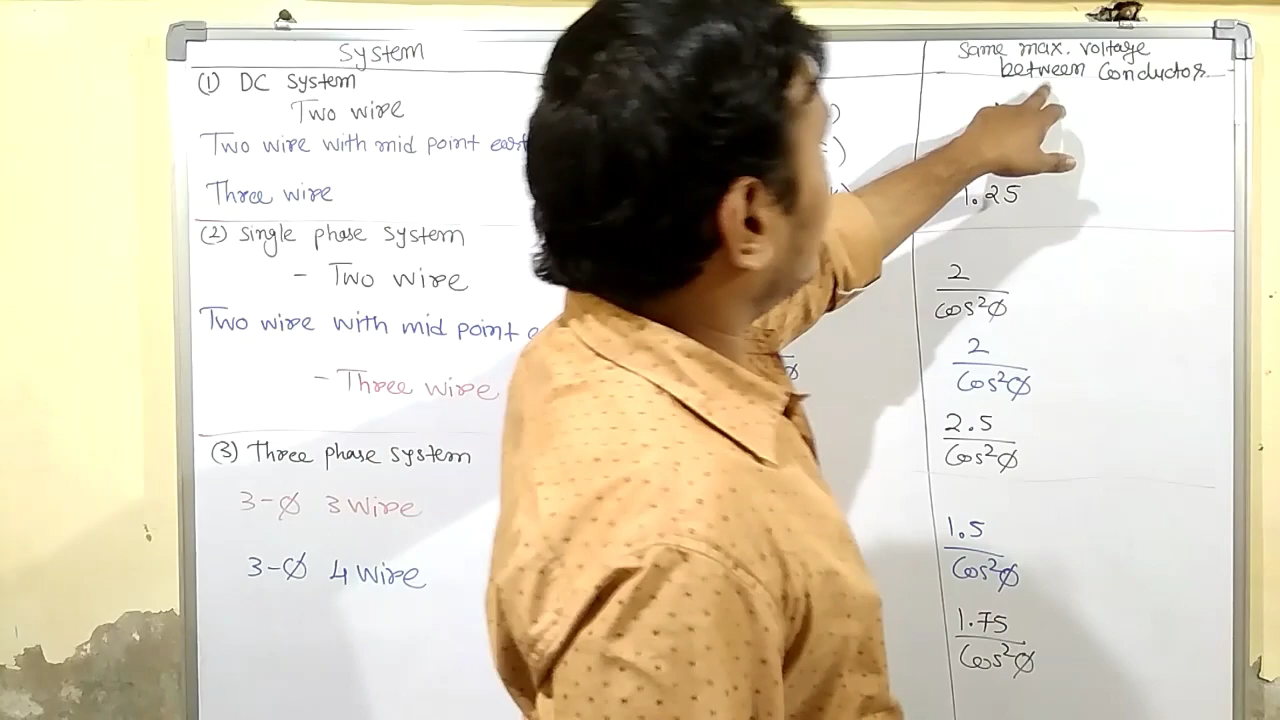 System
Same max. voltage
between Conductor
(1) DC System
Two wire
Two wire with mid point
Three wire
1.25
(2) Single phase System
- Two wire
2
cos²φ
Two wire with mid point
2
Cos²φ
- Three wire
2.5
Cos²φ
(3) Three phase System
3-φ 3 Wire
1.5
Cos²φ
3-φ 4 Wire
1.75
Cos²φ